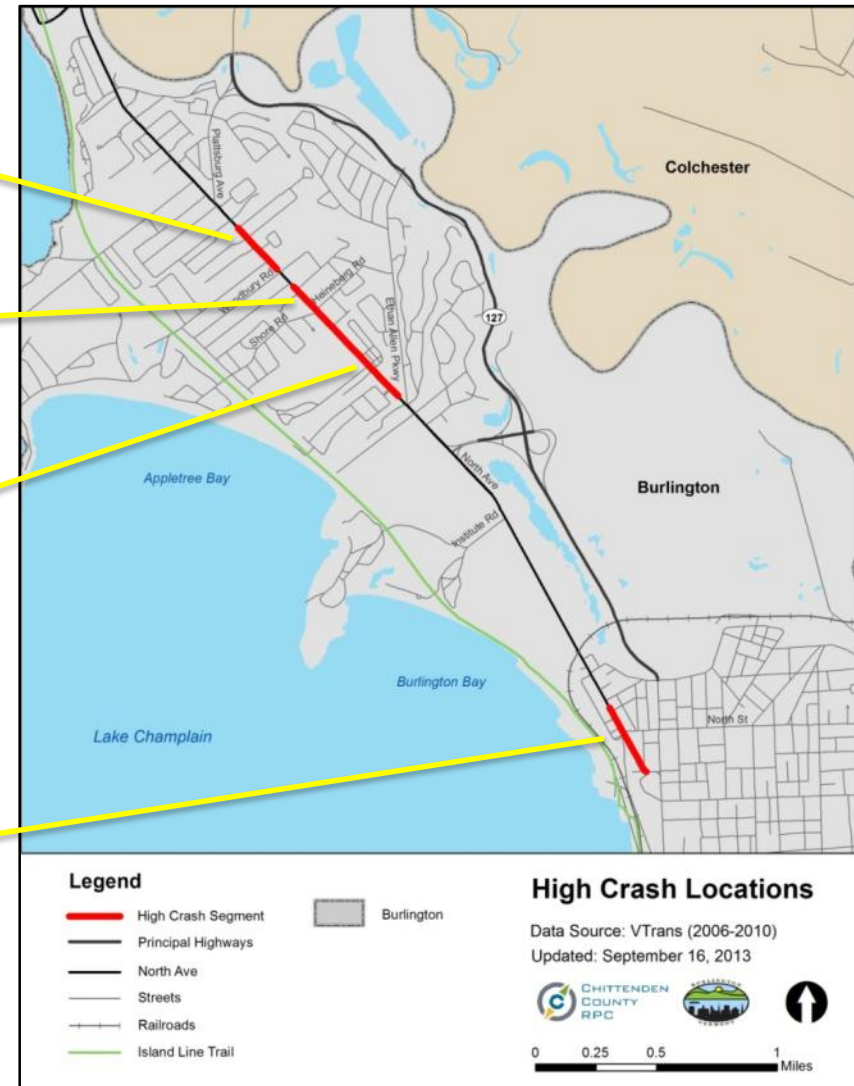 Colchester
Plattsburg Ave
Woodbury Rd
Heineberg Rd
Shore Rd
Ethan Allen Pkwy
127
Appletree Bay
North Ave
Burlington
Institute Rd
Burlington Bay
North St
Lake Champlain
Legend
High Crash Segment
Principal Highways
North Ave
Streets
Railroads
Island Line Trail
Burlington
High Crash Locations
Data Source: VTrans (2006-2010)
Updated: September 16, 2013
C
CHITTENDEN
COUNTY
RPC
BURLINGTON
VERMONT
0 0.25 0.5 1
Miles